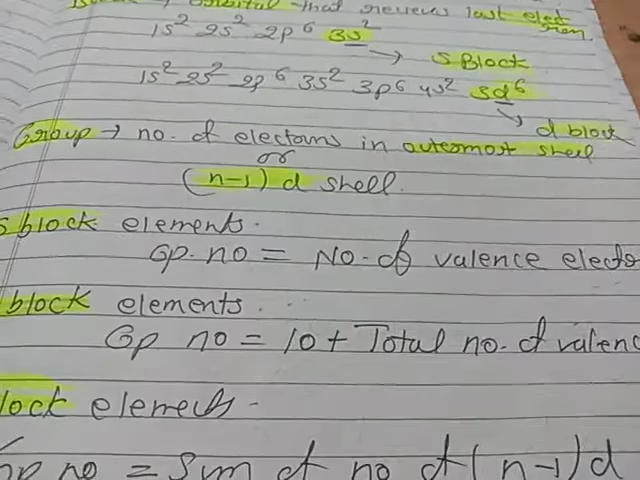 orbital that receives last electron
1s² 2s² 2p⁶ 3s²
→ s Block
1s² 2s² 2p⁶ 3s² 3p⁶ 4s² 3d⁶
→ d block
Group → no. of electorns in outermost shell
or
(n-1) d shell.
s block elements.
Gp. no = No. of valence electo
block elements.
Gp no = 10 + Total no. of valenc
lock elements.
Gp no = Sum of no of (n-1) d